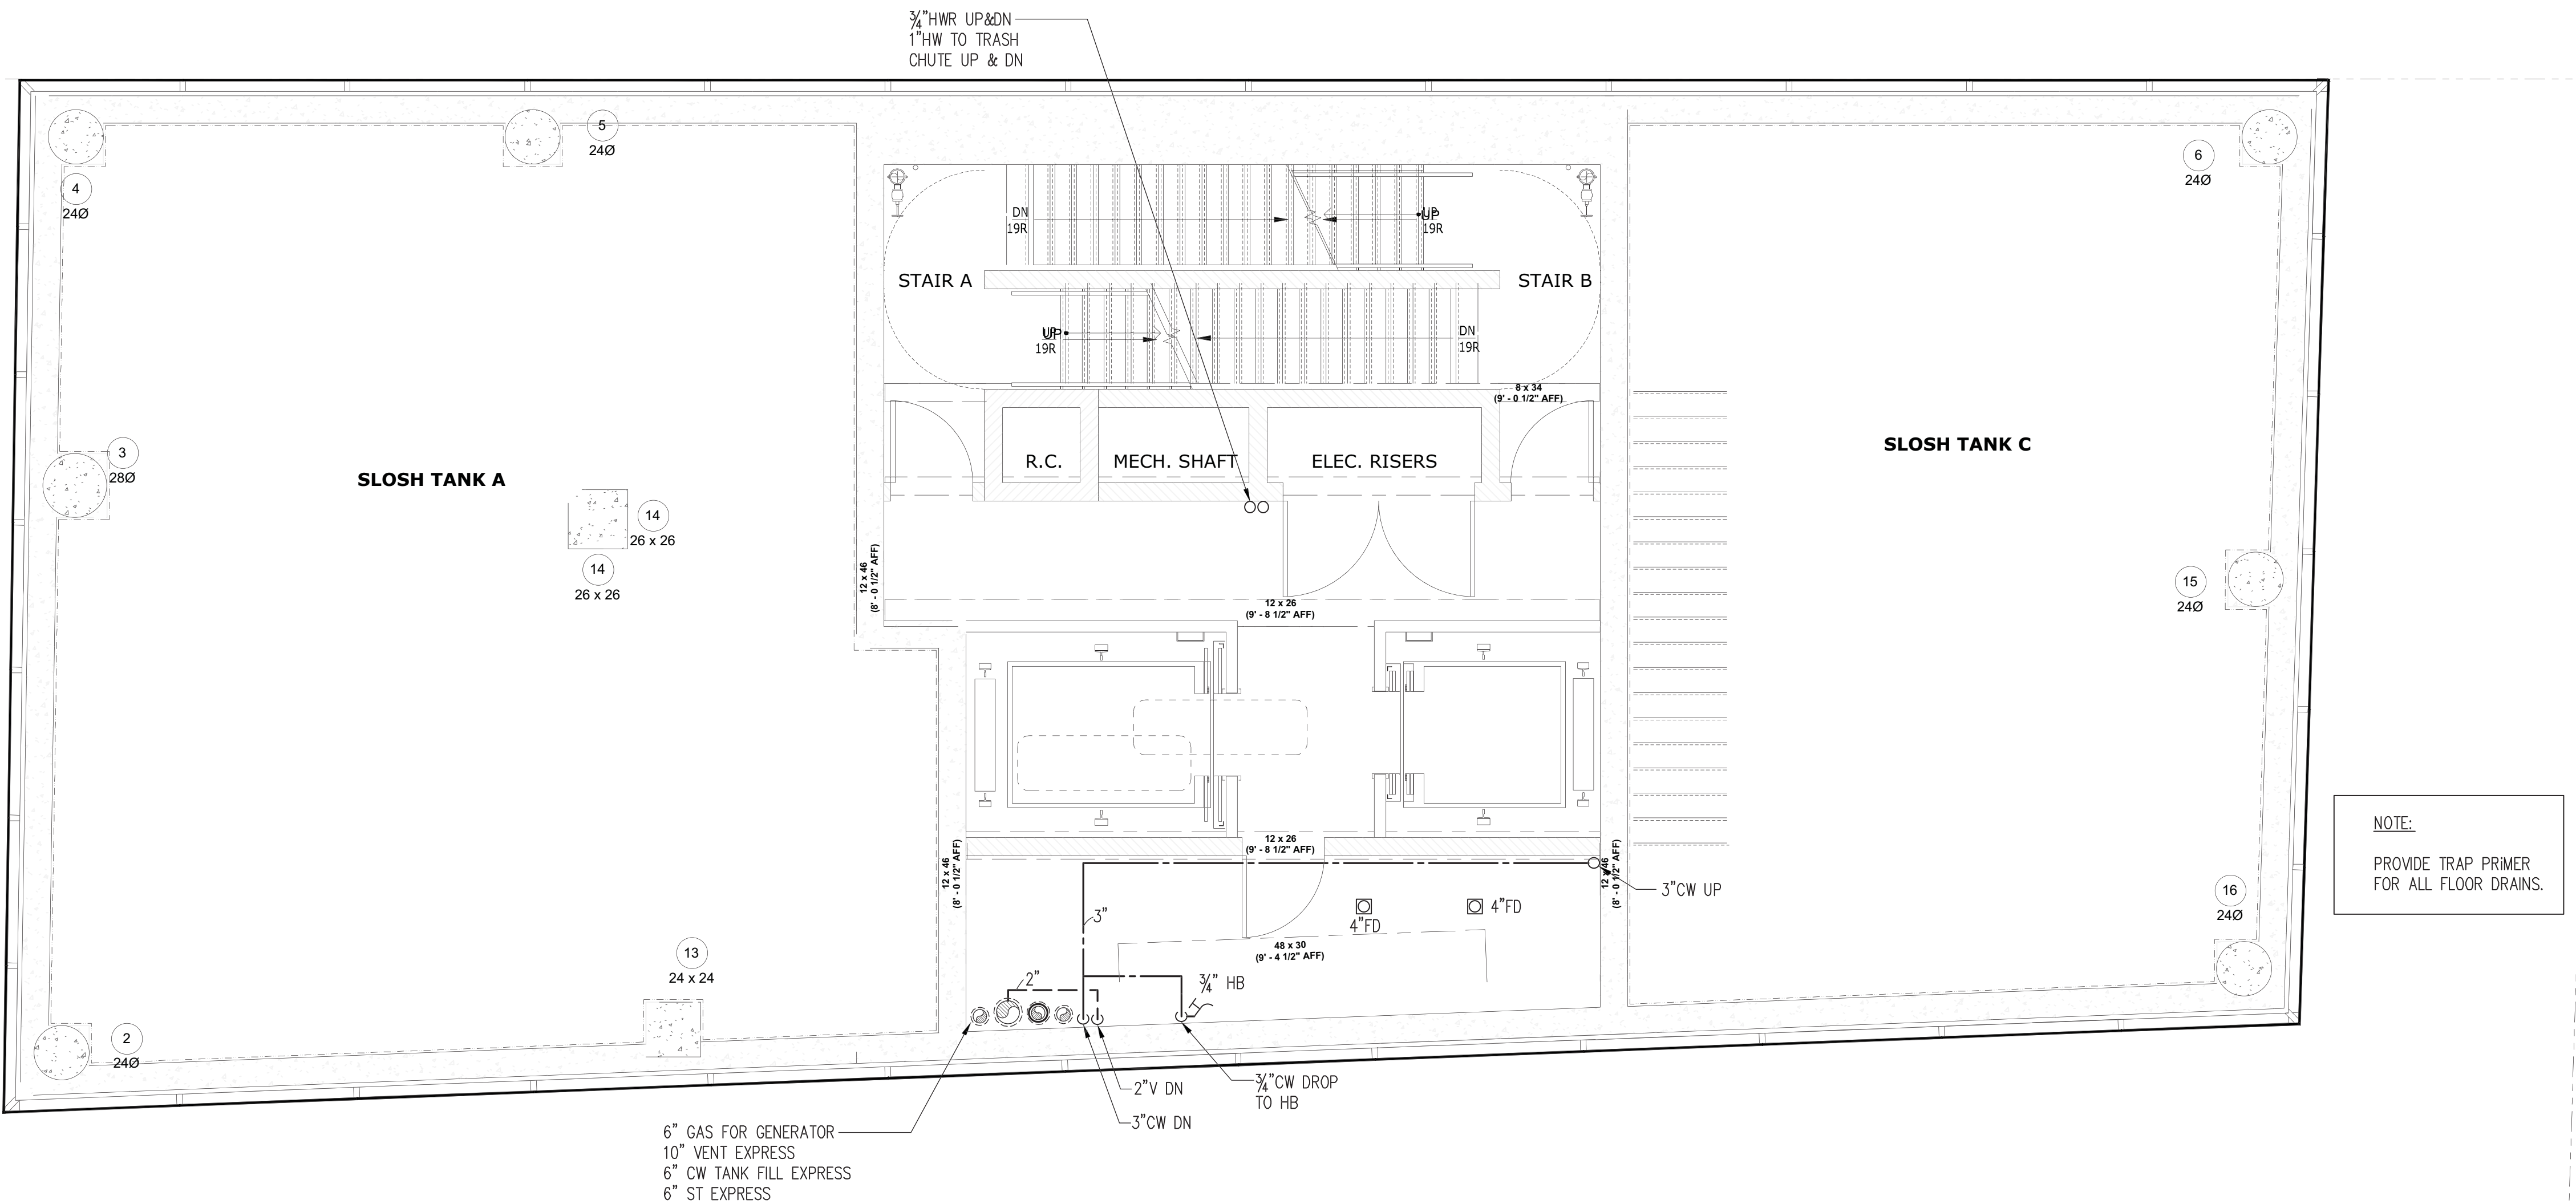 ¾"HWR UP&DN
1"HW TO TRASH
CHUTE UP & DN
5
24Ø
4
24Ø
6
24Ø
DN
19R
UP
UP
19R
STAIR A
STAIR B
UP
UP
19R
DN
19R
8 x 34
(9' - 0 1/2" AFF)
3
28Ø
SLOSH TANK A
R.C.
MECH. SHAFT
ELEC. RISERS
SLOSH TANK C
14
26 x 26
14
26 x 26
12 x 46
(8' - 0 1/2" AFF)
12 x 26
(9' - 8 1/2" AFF)
15
24Ø
12 x 26
(9' - 8 1/2" AFF)
12 x 46
(8' - 0 1/2" AFF)
12 x 46
(8' - 0 1/2" AFF)
3"CW UP
NOTE:
PROVIDE TRAP PRiMER
FOR ALL FLOOR DRAINS.
16
24Ø
3"
4"FD
4"FD
48 x 30
(9' - 4 1/2" AFF)
13
24 x 24
2"
¾" HB
2
24Ø
2"V DN
3"CW DN
¾"CW DROP
TO HB
6" GAS FOR GENERATOR
10" VENT EXPRESS
6" CW TANK FILL EXPRESS
6" ST EXPRESS